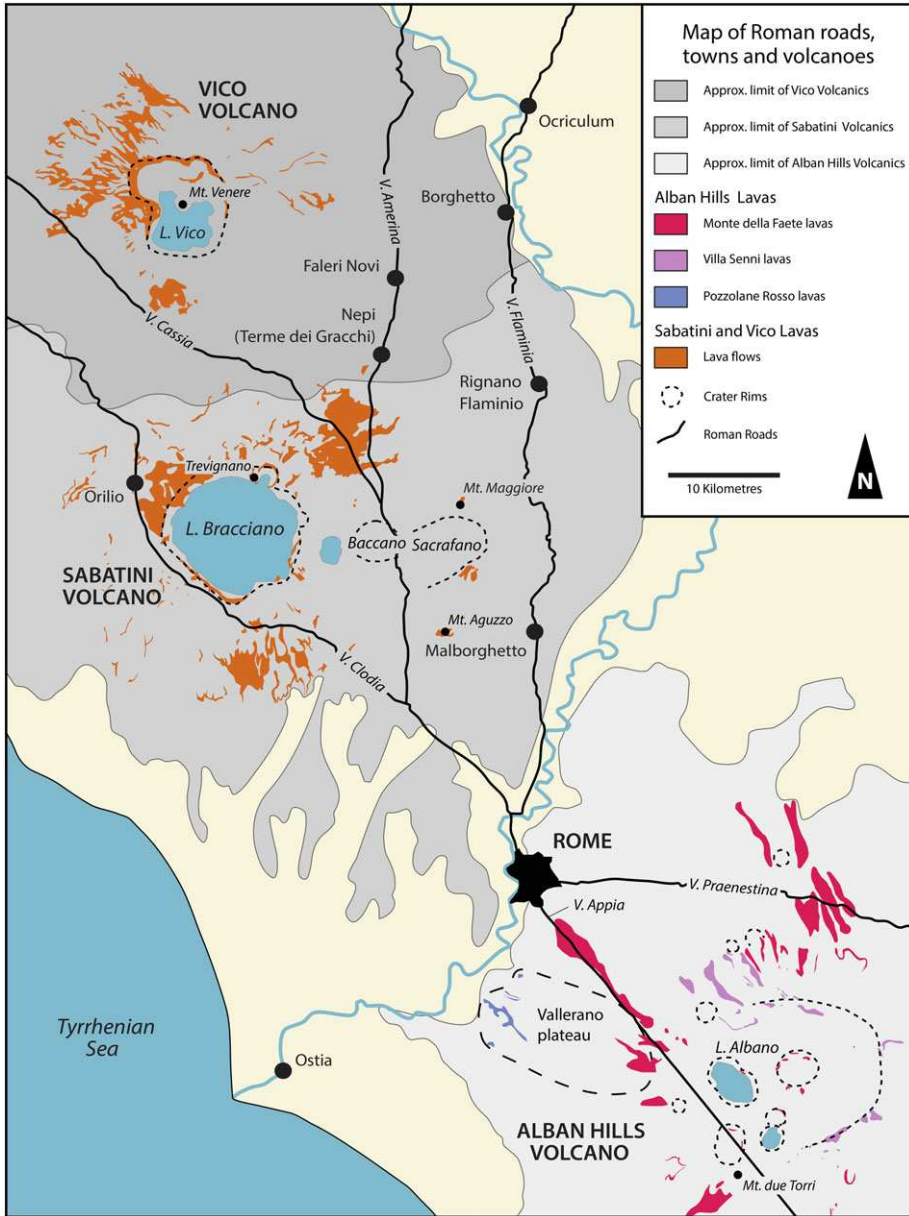 Map of Roman roads,
towns and volcanoes
Approx. limit of Vico Volcanics
Approx. limit of Sabatini Volcanics
Approx. limit of Alban Hills Volcanics
Alban Hills Lavas
Monte della Faete lavas
Villa Senni lavas
Pozzolane Rosso lavas
Sabatini and Vico Lavas
Lava flows
Crater Rims
Roman Roads
10 Kilometres
N
VICO
VOLCANO
Mt. Venere
L. Vico
Ocriculum
V. Amerina
Borghetto
Faleri Novi
V. Cassia
Nepi
(Terme dei Gracchi)
V. Flaminia
Rignano
Flaminio
Trevignano
Orilio
Mt. Maggiore
L. Bracciano
Baccano
Sacrafano
SABATINI
VOLCANO
Mt. Aguzzo
Malborghetto
V. Clodia
ROME
V. Praenestina
V. Appia
Vallerano
plateau
Tyrrhenian
Sea
Ostia
L. Albano
ALBAN HILLS
VOLCANO
Mt. due Torri